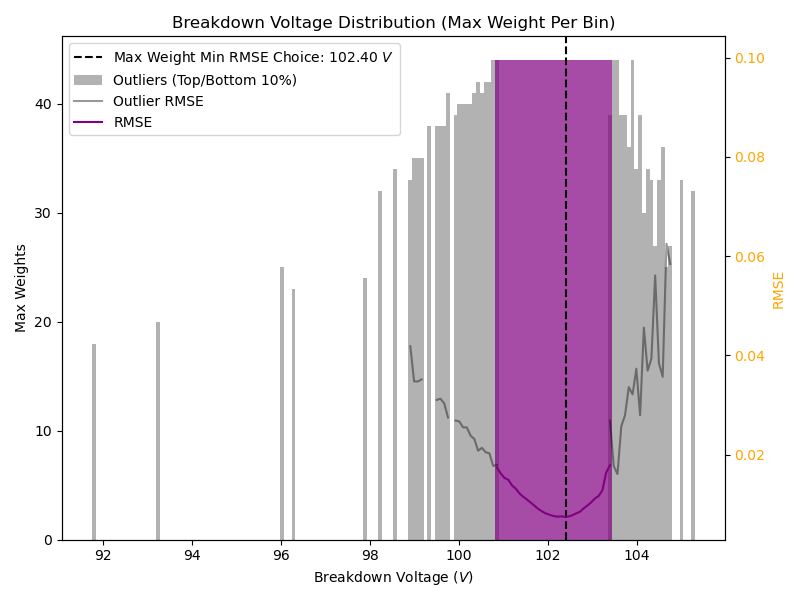 Breakdown Voltage Distribution (Max Weight Per Bin)
Max Weight Min RMSE Choice: 102.40 V
Outliers (Top/Bottom 10%)
Outlier RMSE
RMSE
Max Weights
40
30
20
10
0
0.10
0.08
0.06
0.04
0.02
RMSE
92 94 96 98 100 102 104
Breakdown Voltage (V)